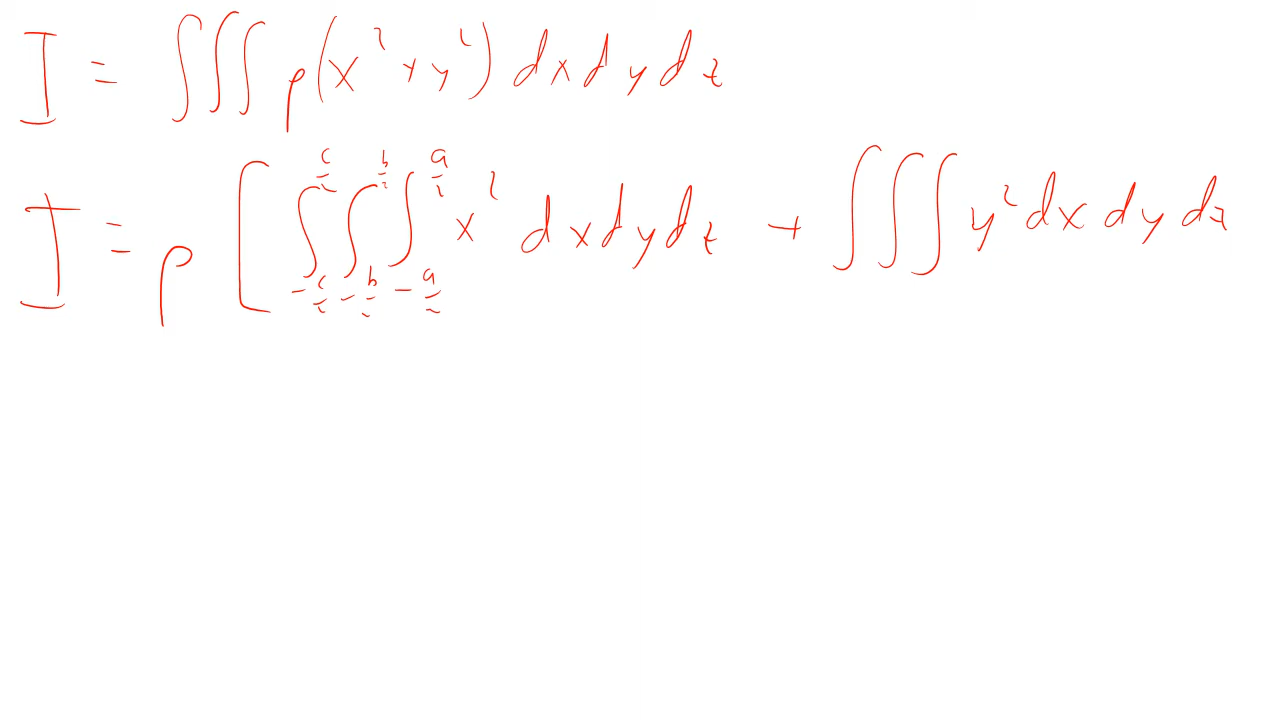 I = ∭ ρ(x² + y²) dx dy dz
I = ρ [ ∫_{-c/2}^{c/2} ∫_{-b/2}^{b/2} ∫_{-a/2}^{a/2} x² dx dy dz + ∭ y² dx dy dz